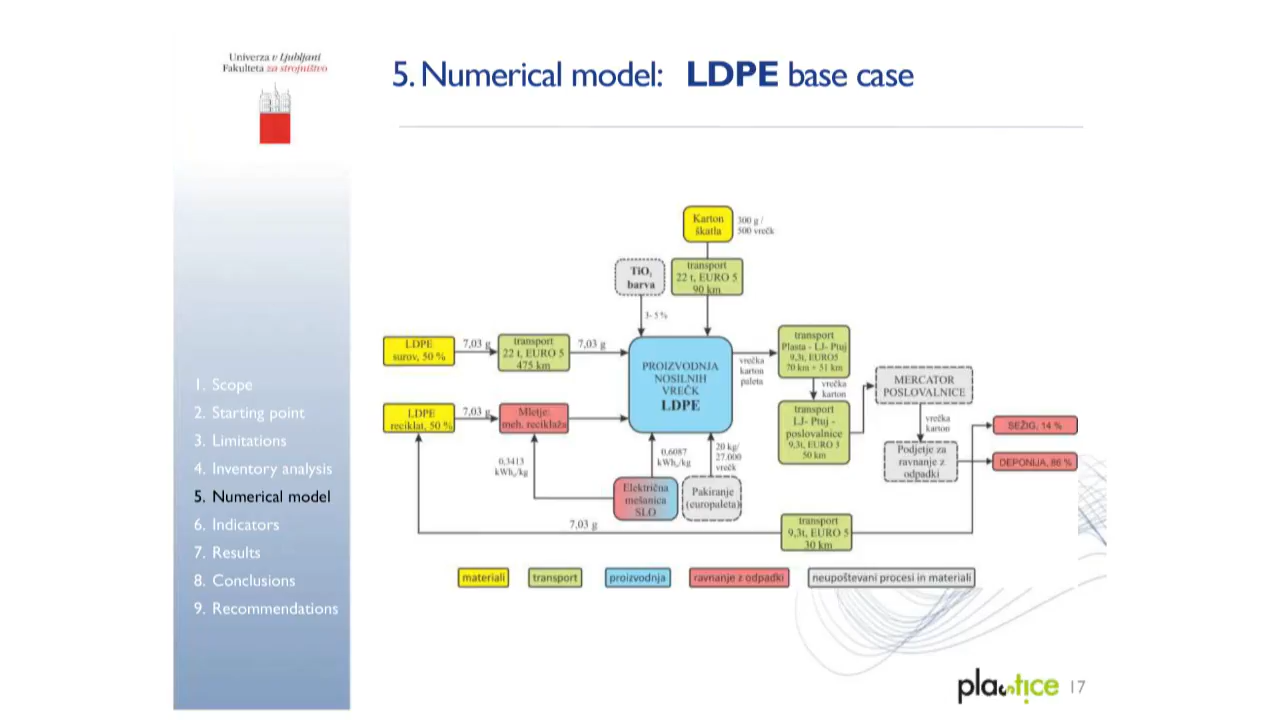 Univerza v Ljubljani
Fakulteta za strojništvo
5. Numerical model: LDPE base case
1. Scope
2. Starting point
3. Limitations
4. Inventory analysis
5. Numerical model
6. Indicators
7. Results
8. Conclusions
9. Recommendations
Karton
škatla
300 g /
500 vrečk
TiO,
barva
transport
22 t, EURO 5
90 km
3- 5 %
LDPE
surov, 50 %
7,03 g
transport
22 t, EURO 5
475 km
7,03 g
PROIZVODNJA
NOSILNIH
VREČK
LDPE
vrečka
karton
paleta
transport
Plasta - LJ- Ptuj
9,3t, EURO5
70 km + 51 km
vrečka
karton
MERCATOR
POSLOVALNICE
LDPE
reciklat, 50 %
7,03 g
Mletje:
meh. reciklaža
transport
LJ- Ptuj -
poslovalnice
9,3t, EURO 5
50 km
vrečka
karton
SEŽIG, 14 %
Podjetje za
ravnanje z
odpadki
DEPONIJA, 86 %
0,3413
kWh,/kg
0,6087
kWh,/kg
20 kg/
27.000
vrečk
Električna
mešanica
SLO
Pakiranje
(europaleta)
7,03 g
transport
9,3t, EURO 5
30 km
materiali
transport
proizvodnja
ravnanje z odpadki
neupoštevani procesi in materiali
plastice
17